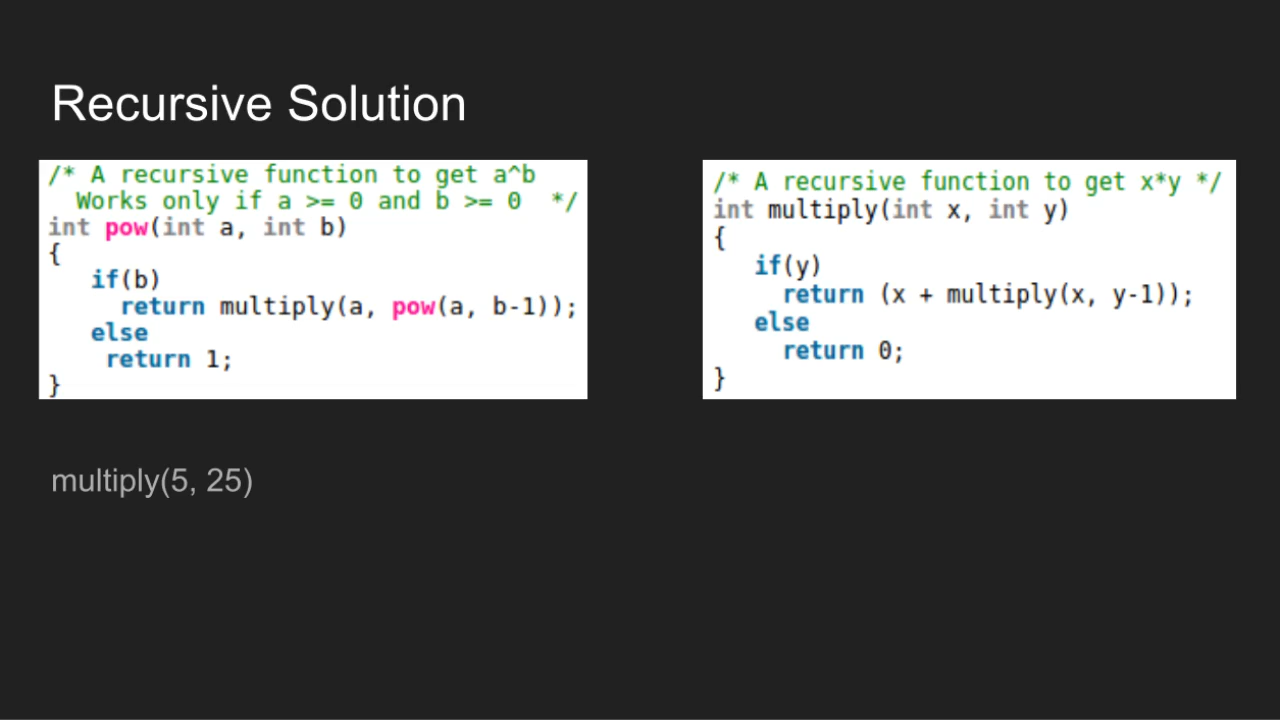 Recursive Solution
/* A recursive function to get a^b
  Works only if a >= 0 and b >= 0  */
int pow(int a, int b)
{
   if(b)
     return multiply(a, pow(a, b-1));
   else
    return 1;
}
/* A recursive function to get x*y */
int multiply(int x, int y)
{
   if(y)
     return (x + multiply(x, y-1));
   else
     return 0;
}
multiply(5, 25)